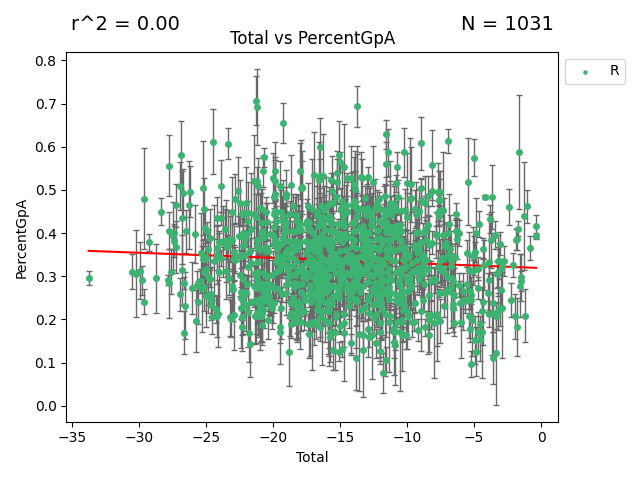 r^2 = 0.00
N = 1031
Total vs PercentGpA
R
PercentGpA
0.8
0.7
0.6
0.5
0.4
0.3
0.2
0.1
0.0
−35 −30 −25 −20 −15 −10 −5 0
Total